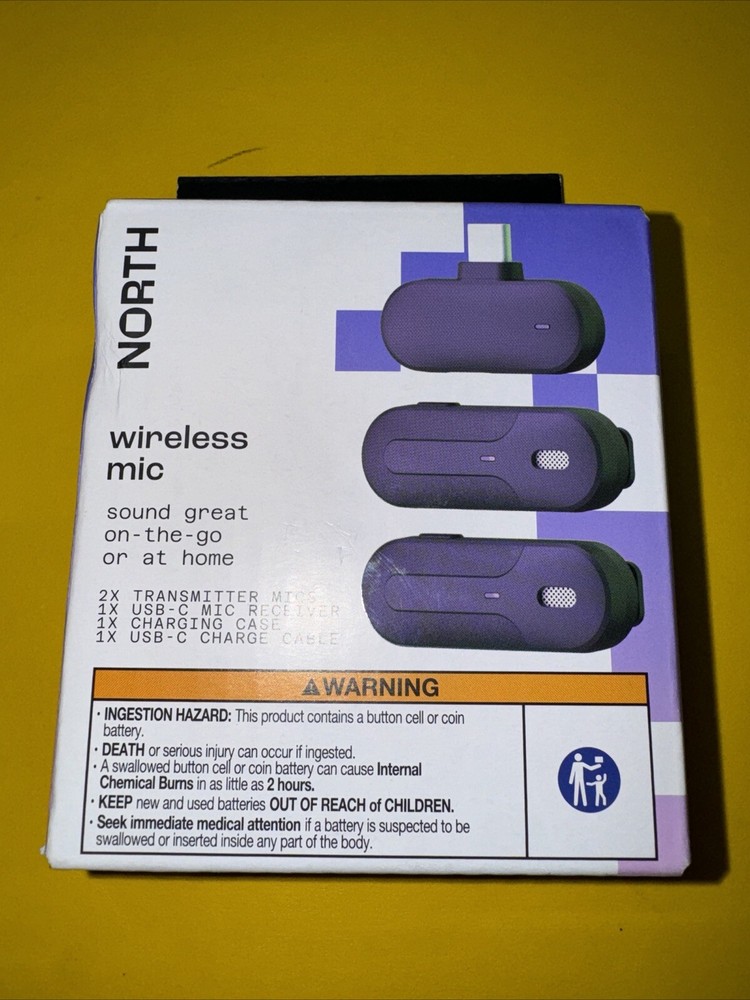 NORTH
wireless
mic
sound great
on-the-go
or at home
2X TRANSMITTER MICS
1X USB-C MIC RECEIVER
1X CHARGING CASE
1X USB-C CHARGE CABLE
⚠WARNING
· INGESTION HAZARD: This product contains a button cell or coin
battery.
· DEATH or serious injury can occur if ingested.
· A swallowed button cell or coin battery can cause Internal
Chemical Burns in as little as 2 hours.
· KEEP new and used batteries OUT OF REACH of CHILDREN.
· Seek immediate medical attention if a battery is suspected to be
swallowed or inserted inside any part of the body.